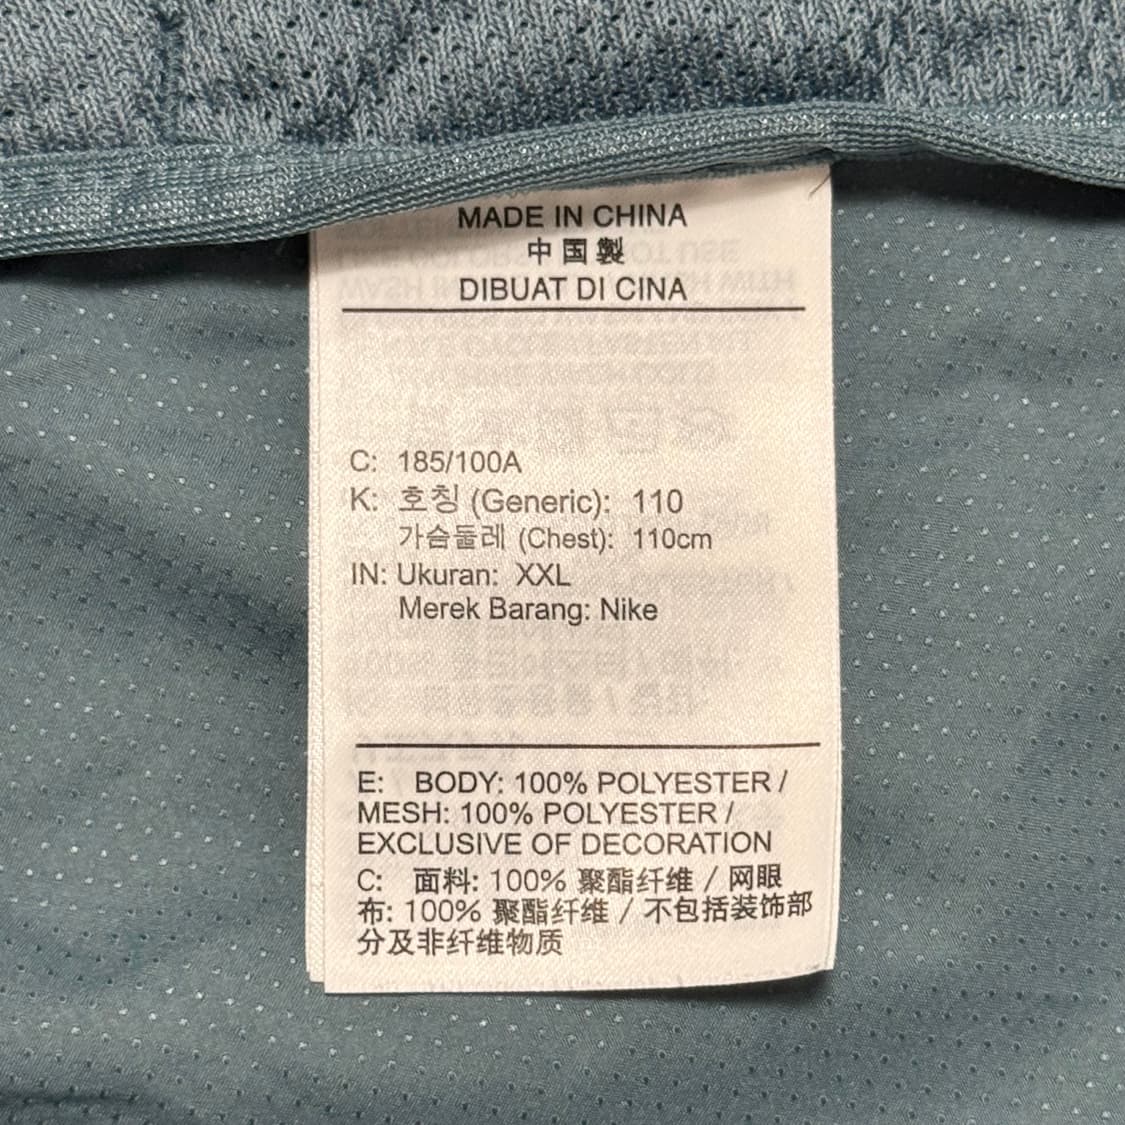 MADE IN CHINA
中国製
DIBUAT DI CINA
C: 185/100A
K: 호칭 (Generic): 110
가슴둘레 (Chest): 110cm
IN: Ukuran: XXL
Merek Barang: Nike
E: BODY: 100% POLYESTER /
MESH: 100% POLYESTER /
EXCLUSIVE OF DECORATION
C: 面料: 100% 聚酯纤维 / 网眼
布: 100% 聚酯纤维 / 不包括装饰部
分及非纤维物质